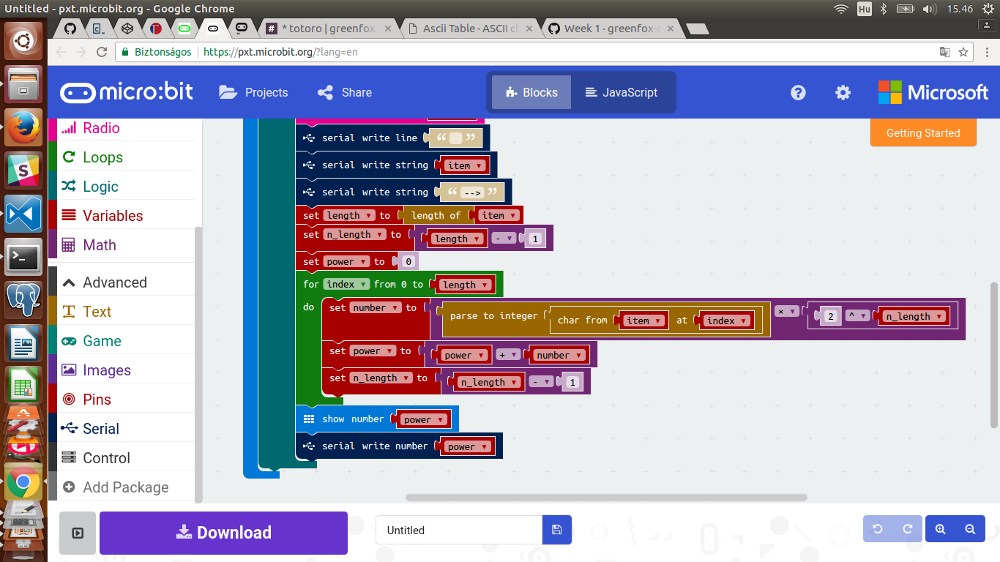 Untitled - pxt.microbit.org - Google Chrome
Hu
15.46
* totoro | greenfox
Ascii Table - ASCII ch
Week 1 · greenfox-a
Biztonságos
https://pxt.microbit.org/?lang=en
micro:bit
Projects
Share
Blocks
JavaScript
Microsoft
Getting Started
Radio
Loops
Logic
Variables
Math
Advanced
Text
Game
Images
Pins
Serial
Control
Add Package
serial write line “ ”
serial write string item
serial write string “ --> ”
set length to length of item
set n_length to length - 1
set power to 0
for index from 0 to length
do set number to parse to integer char from item at index × 2 ^ n_length
set power to power + number
set n_length to n_length - 1
show number power
serial write number power
Download
Untitled